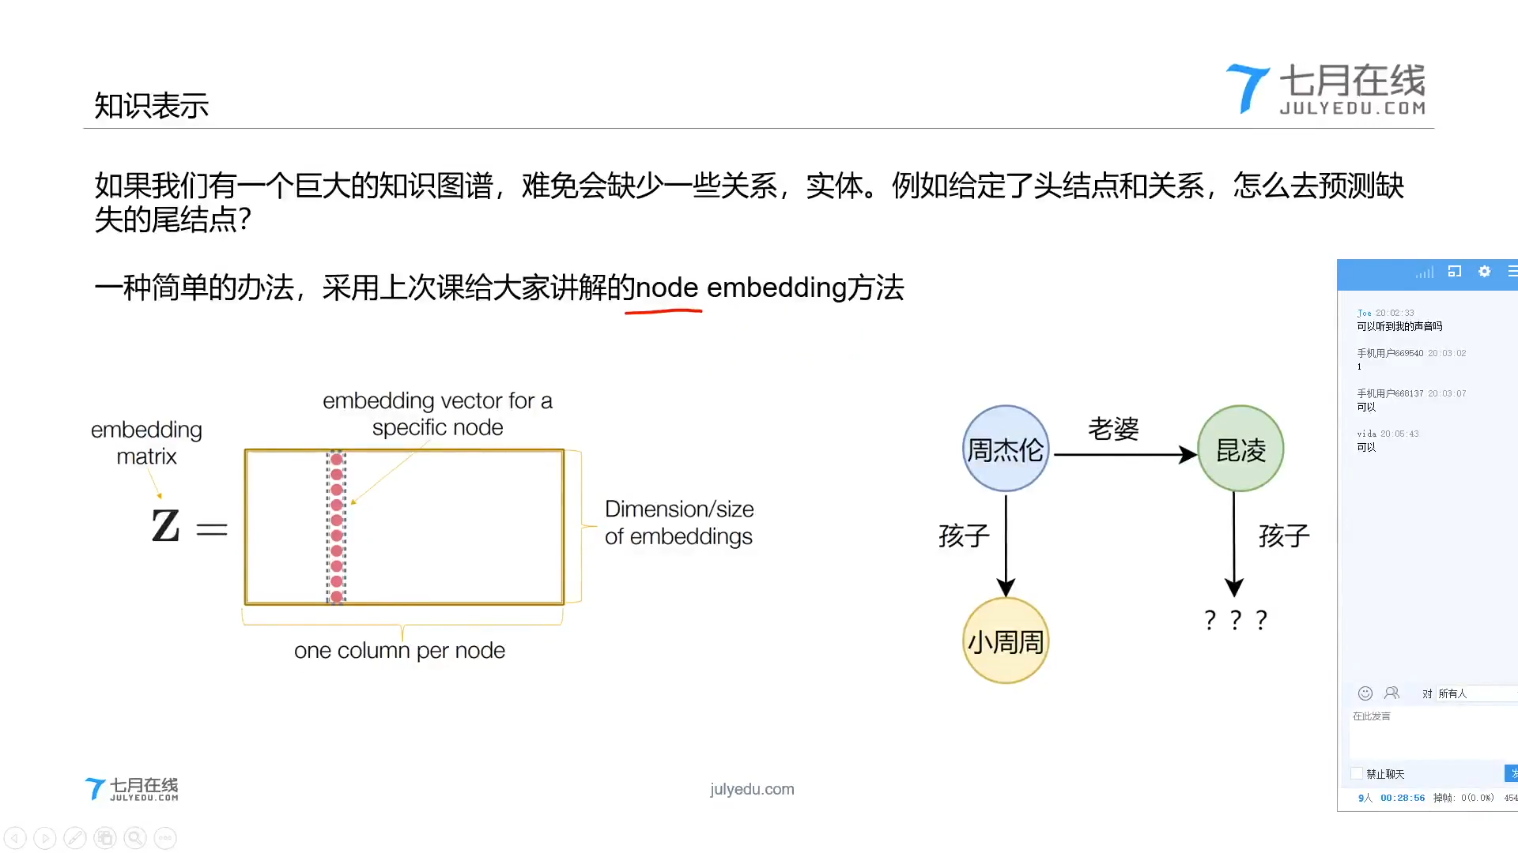 知识表示
七月在线
JULYEDU.COM
如果我们有一个巨大的知识图谱，难免会缺少一些关系，实体。例如给定了头结点和关系，怎么去预测缺
失的尾结点？
一种简单的办法，采用上次课给大家讲解的node embedding方法
embedding
matrix
Z =
embedding vector for a
specific node
Dimension/size
of embeddings
one column per node
周杰伦
老婆
昆凌
孩子
孩子
小周周
？？？
Joe 20:02:33
可以听到我的声音吗
手机用户669540 20:03:02
1
手机用户668137 20:03:07
可以
vida 20:05:43
可以
对 所有人
在此发言
禁止聊天
9人 00:28:56 掉帧: 0(0.0%) 454
七月在线
JULYEDU.COM
julyedu.com